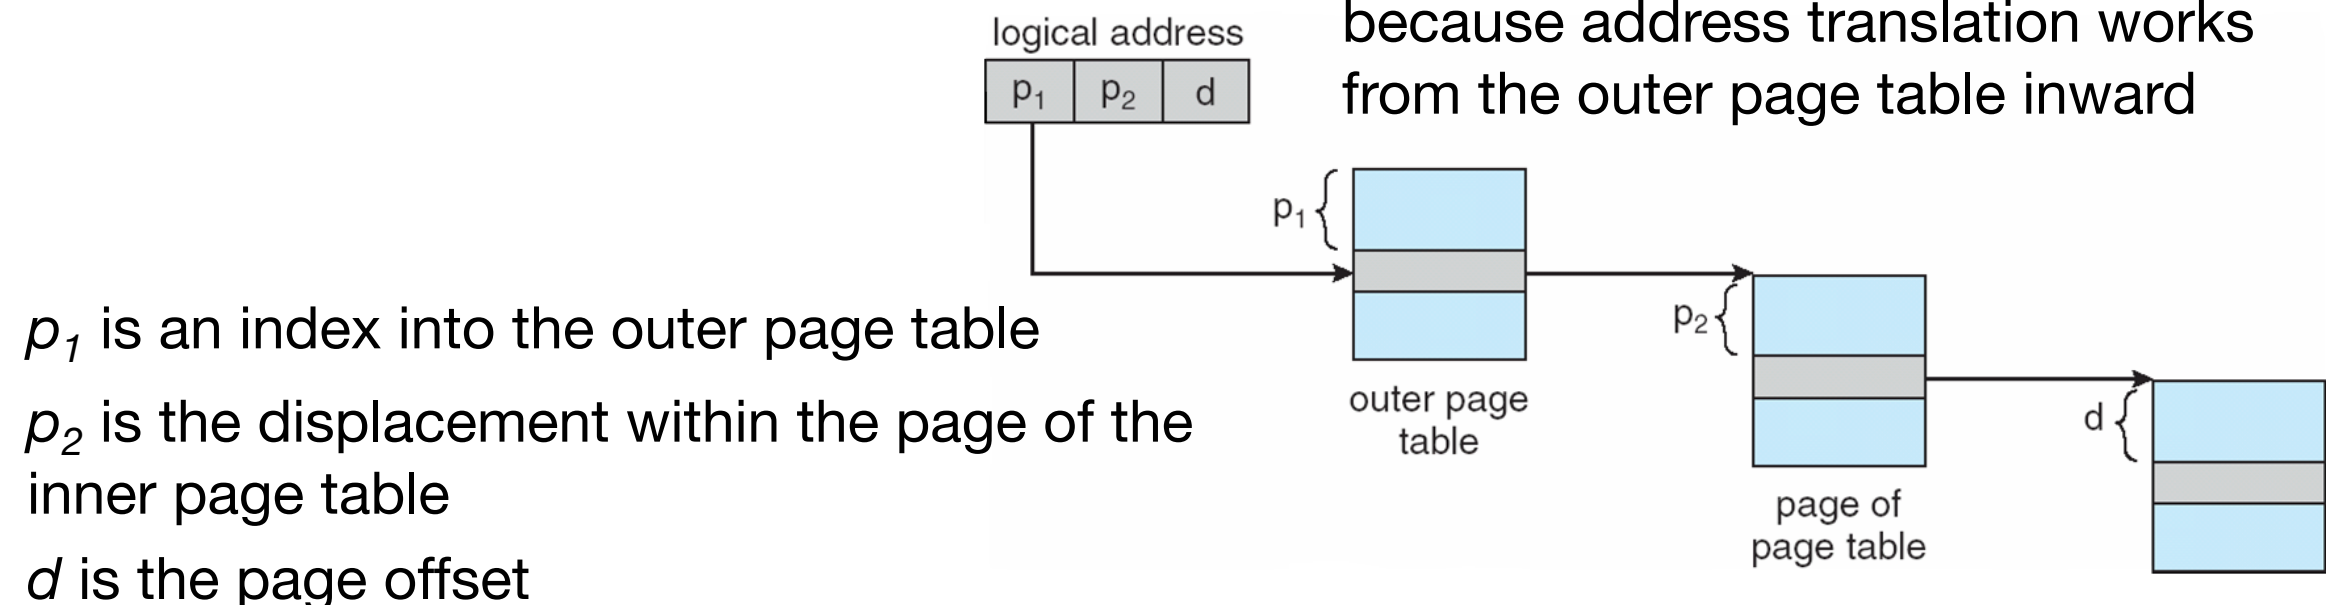 because address translation works
from the outer page table inward
logical address
p₁ p₂ d
p₁
p₂
d
outer page
table
page of
page table
p₁ is an index into the outer page table
p₂ is the displacement within the page of the
inner page table
d is the page offset